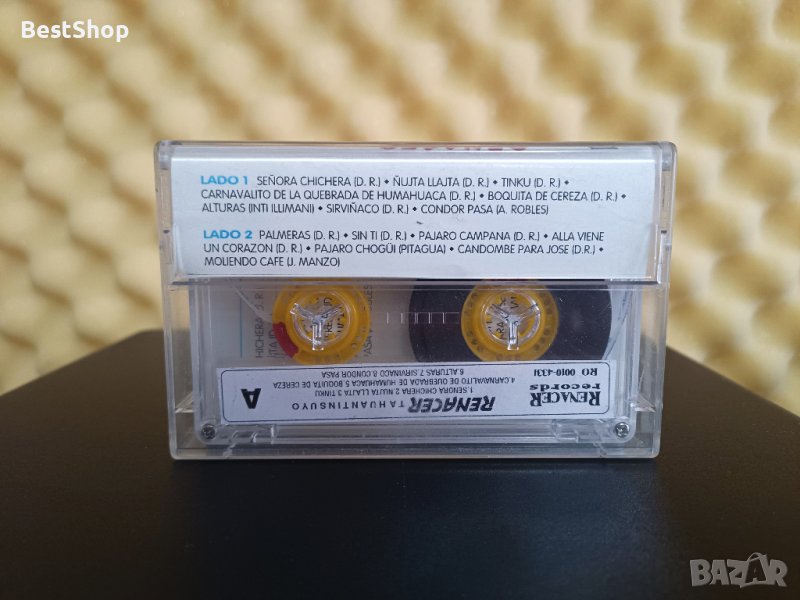 BestShop
LADO 1 SEÑORA CHICHERA (D. R.) • ÑUJTA LLAJTA (D. R.) • TINKU (D. R.) •
CARNAVALITO DE LA QUEBRADA DE HUMAHUACA (D. R.) • BOQUITA DE CEREZA (D. R.) •
ALTURAS (INTI ILLIMANI) • SIRVIÑACO (D. R.) • CONDOR PASA (A. ROBLES)
LADO 2 PALMERAS (D. R.) • SIN TI (D. R.) • PAJARO CAMPANA (D. R.) • ALLA VIENE
UN CORAZON (D. R.) • PAJARO CHOGÜI (PITAGUA) • CANDOMBE PARA JOSE (D.R.) •
MOLIENDO CAFE (J. MANZO)
RENACER
records
RO 0010-4331
RENACER TAHUANTINSUYO
A
1.SEÑORA CHICHERA 2 ÑUJTA LLAJTA 3 TINKU
4 CARNAVALITO DE QUEBRADA DE HUMAHUACA 5 BOQUITA DE CEREZA
6.ALTURAS 7.SIRVIÑACO 8.CONDOR PASA
BAZAR